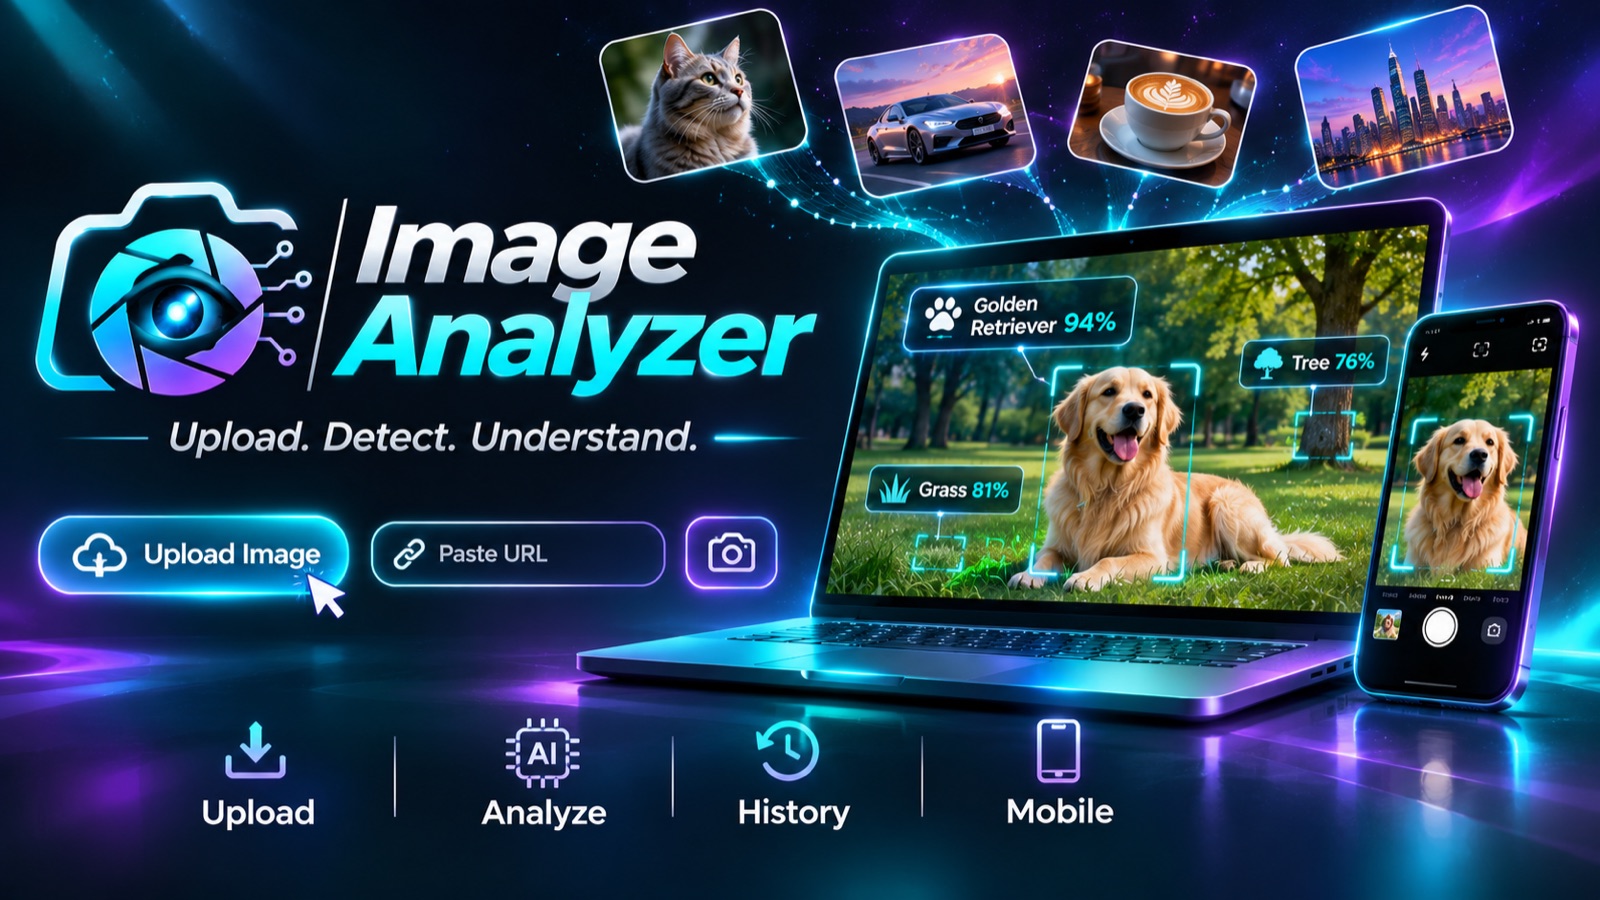 Image
Analyzer
Upload. Detect. Understand.
Upload Image
Paste URL
Golden
Retriever 94%
Tree 76%
Grass 81%
AI
Upload
Analyze
History
Mobile